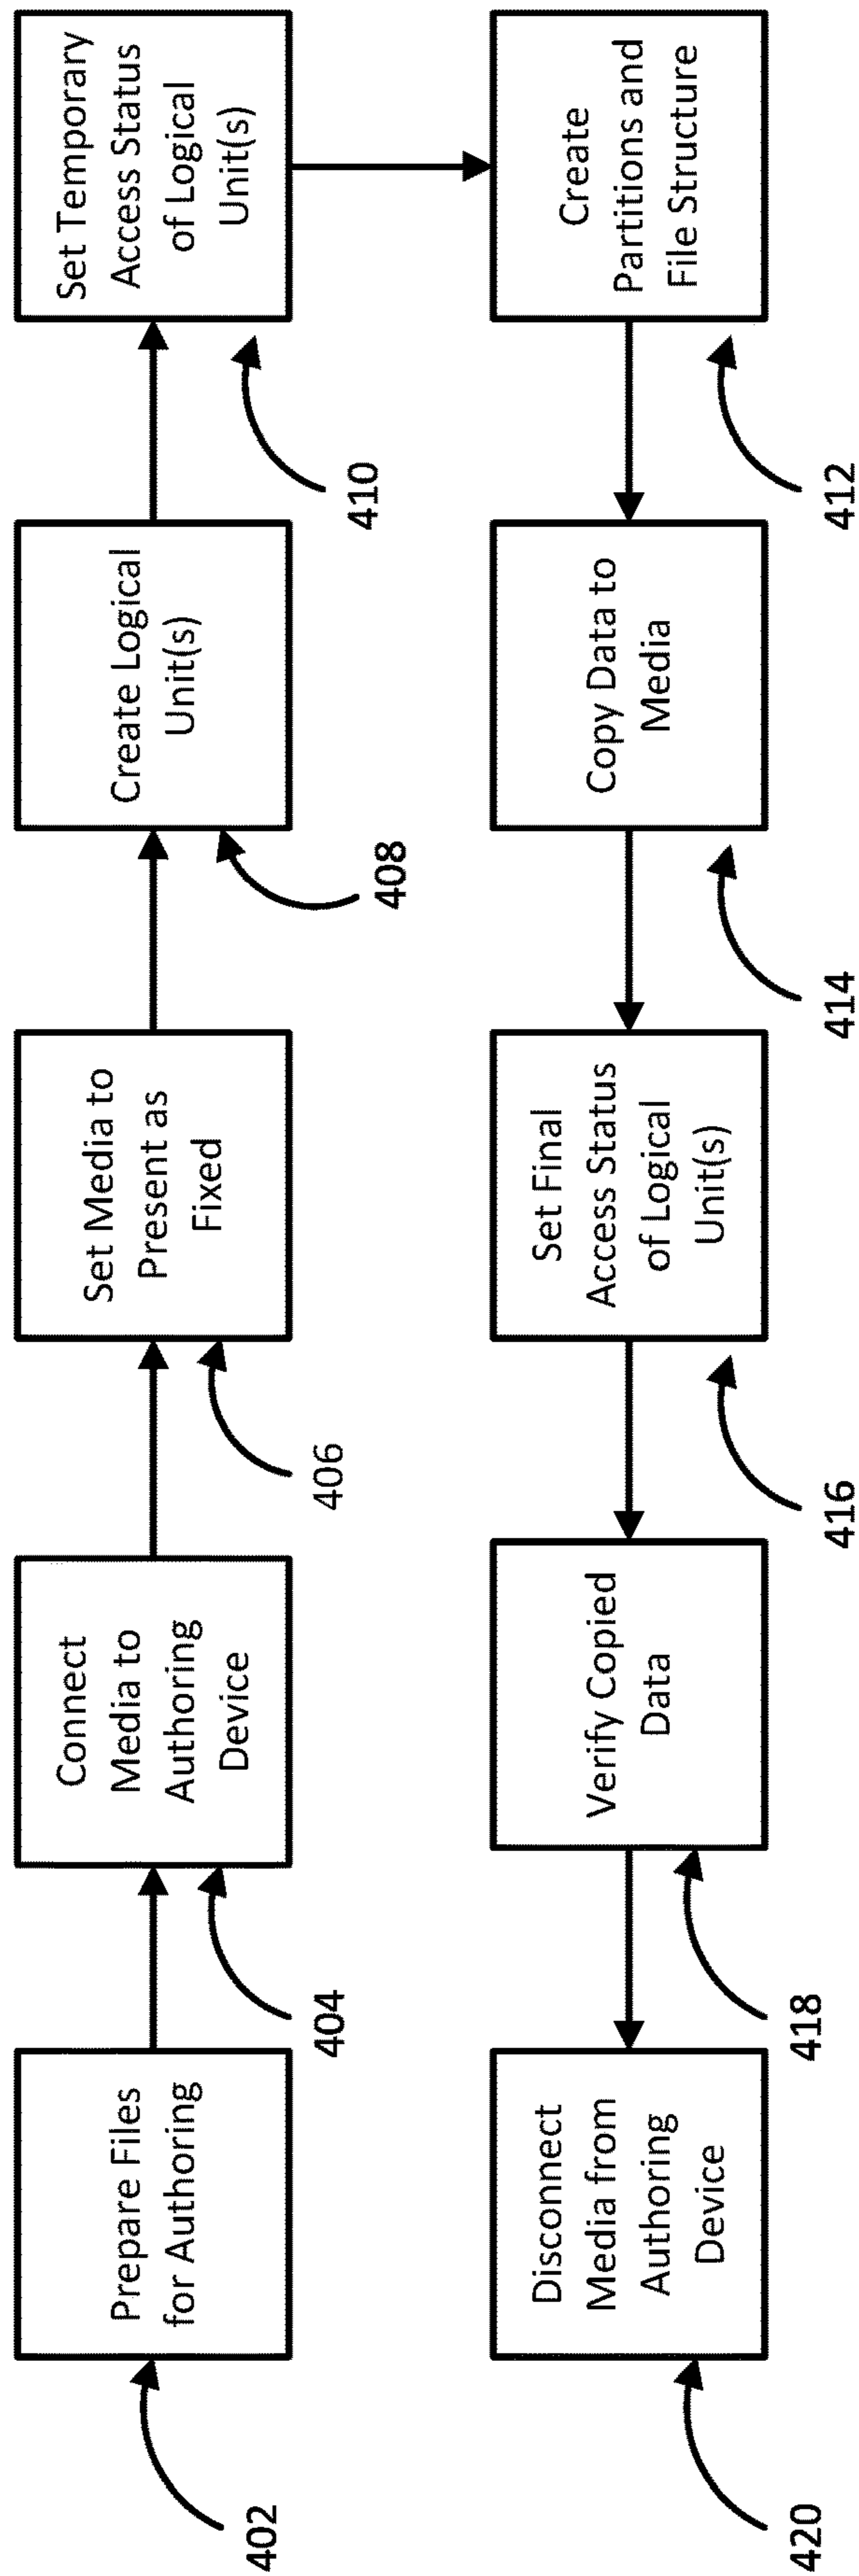 Prepare Files
for Authoring
402
Connect
Media to
Authoring
Device
404
Set Media to
Present as
Fixed
406
Create Logical
Unit(s)
408
Set Temporary
Access Status
of Logical
Unit(s)
410
Create
Partitions and
File Structure
412
Copy Data to
Media
414
Set Final
Access Status
of Logical
Unit(s)
416
Verify Copied
Data
418
Disconnect
Media from
Authoring
Device
420